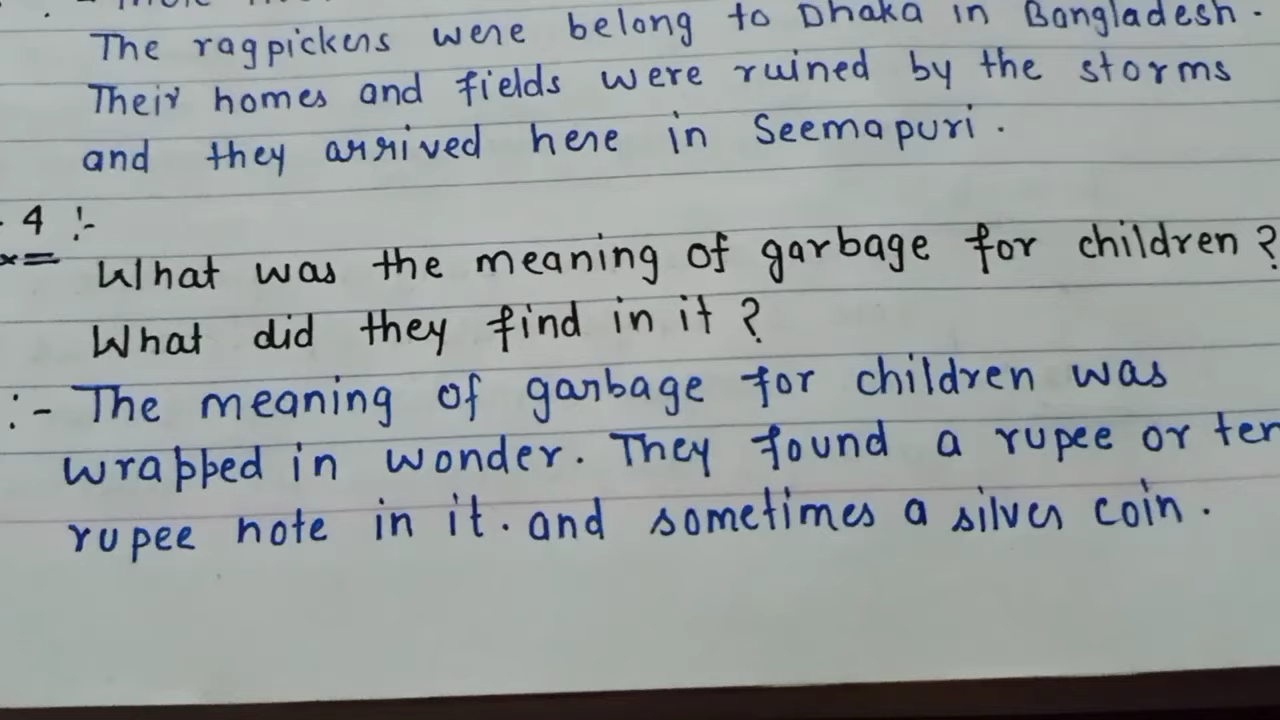 The ragpickers were belong to Dhaka in Bangladesh.
Their homes and fields were ruined by the storms
and they arrived here in Seemapuri.
4 :-
What was the meaning of garbage for children?
What did they find in it?
:- The meaning of garbage for children was
wrapped in wonder. They found a rupee or ten
rupee note in it. and sometimes a silver coin.